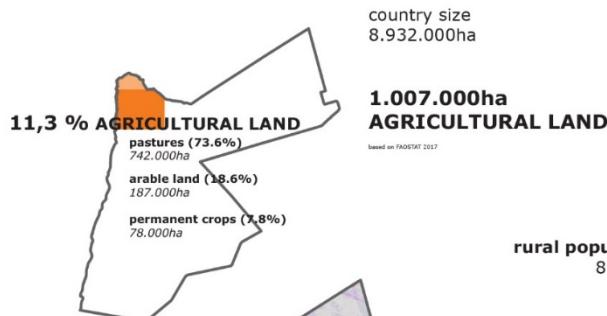 country size
8.932.000ha
1.007.000ha
AGRICULTURAL LAND
based on FAOSTAT 2017
11,3 % AGRICULTURAL LAND
pastures (73.6%)
742.000ha
arable land (18.6%)
187.000ha
permanent crops (7.8%)
78.000ha
rural popu
8